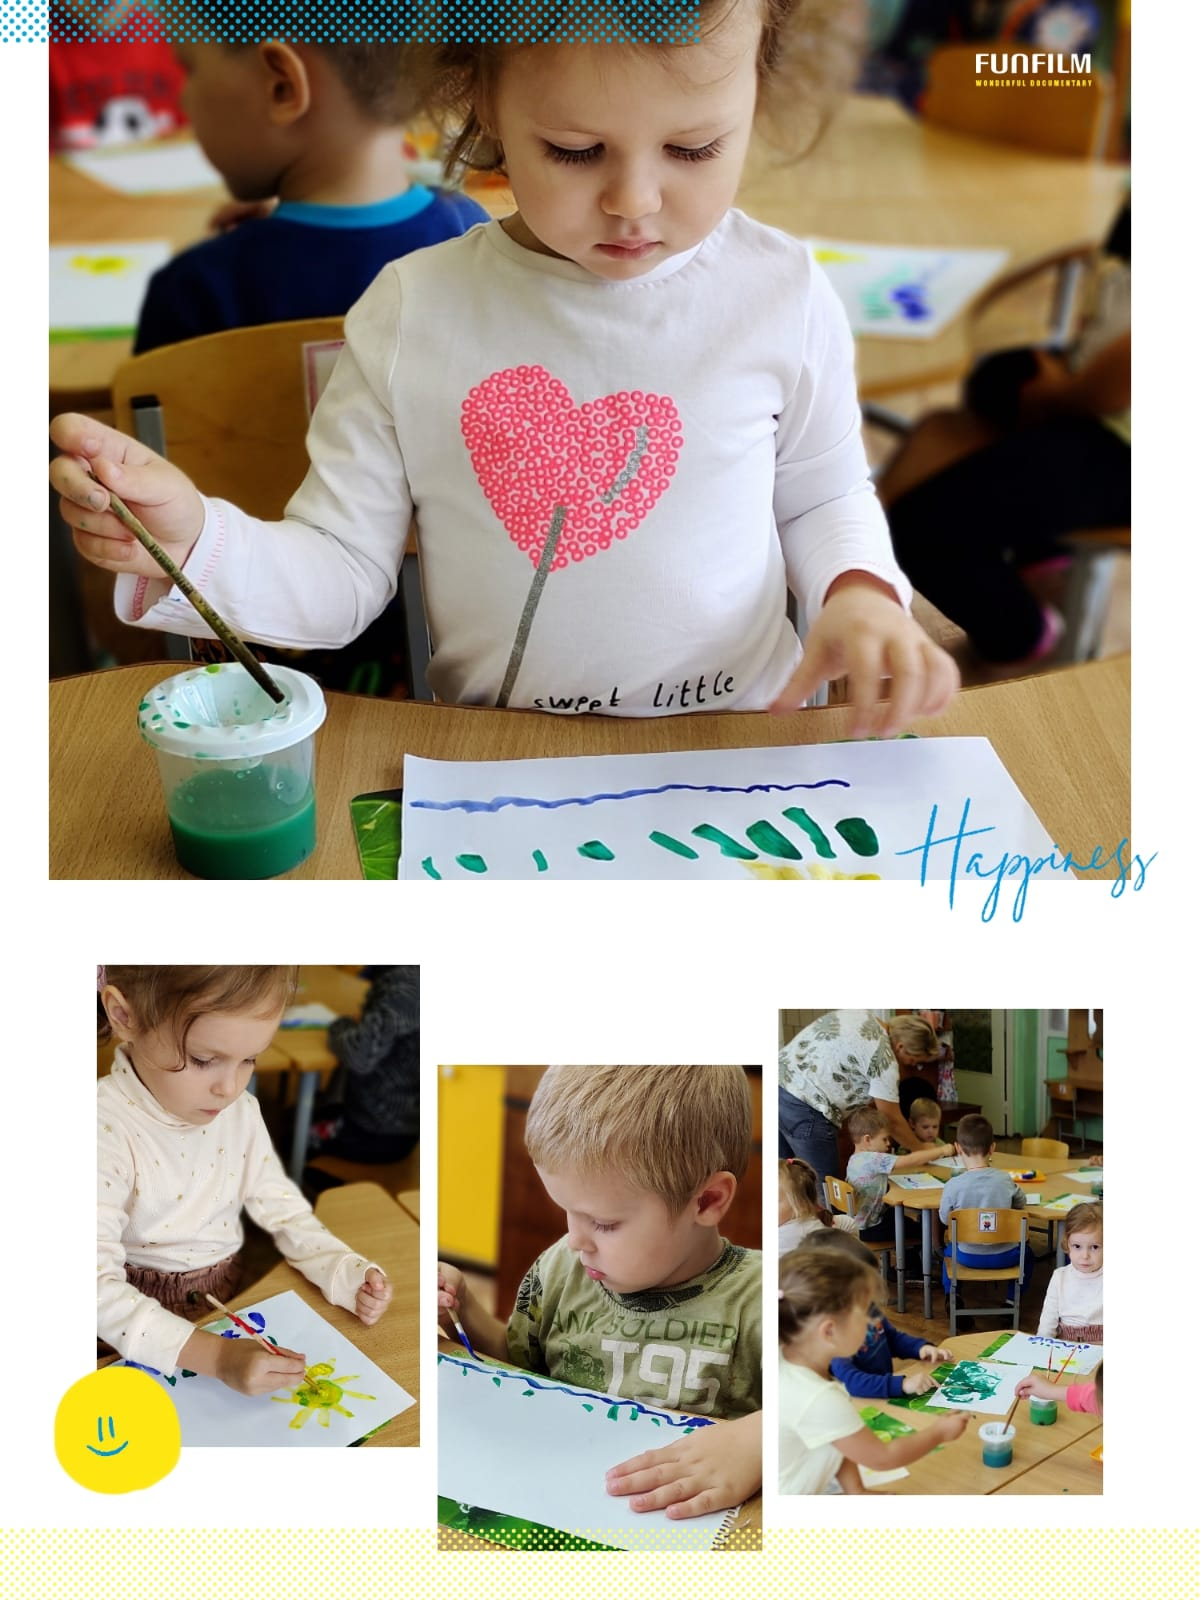 FUNFILM
WONDERFUL DOCUMENTARY
sweet little
Happiness
SOLDIER
T95